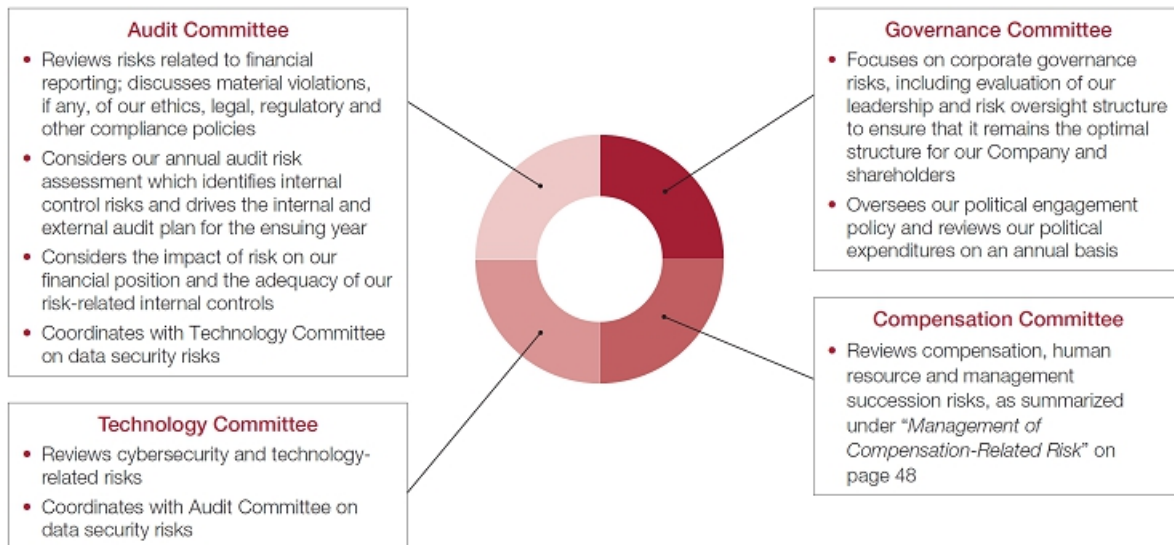 Audit Committee
• Reviews risks related to financial
reporting; discusses material violations,
if any, of our ethics, legal, regulatory and
other compliance policies
• Considers our annual audit risk
assessment which identifies internal
control risks and drives the internal and
external audit plan for the ensuing year
• Considers the impact of risk on our
financial position and the adequacy of our
risk-related internal controls
• Coordinates with Technology Committee
on data security risks
Technology Committee
• Reviews cybersecurity and technology-
related risks
• Coordinates with Audit Committee on
data security risks
Governance Committee
• Focuses on corporate governance
risks, including evaluation of our
leadership and risk oversight structure
to ensure that it remains the optimal
structure for our Company and
shareholders
• Oversees our political engagement
policy and reviews our political
expenditures on an annual basis
Compensation Committee
• Reviews compensation, human
resource and management
succession risks, as summarized
under “Management of
Compensation-Related Risk” on
page 48